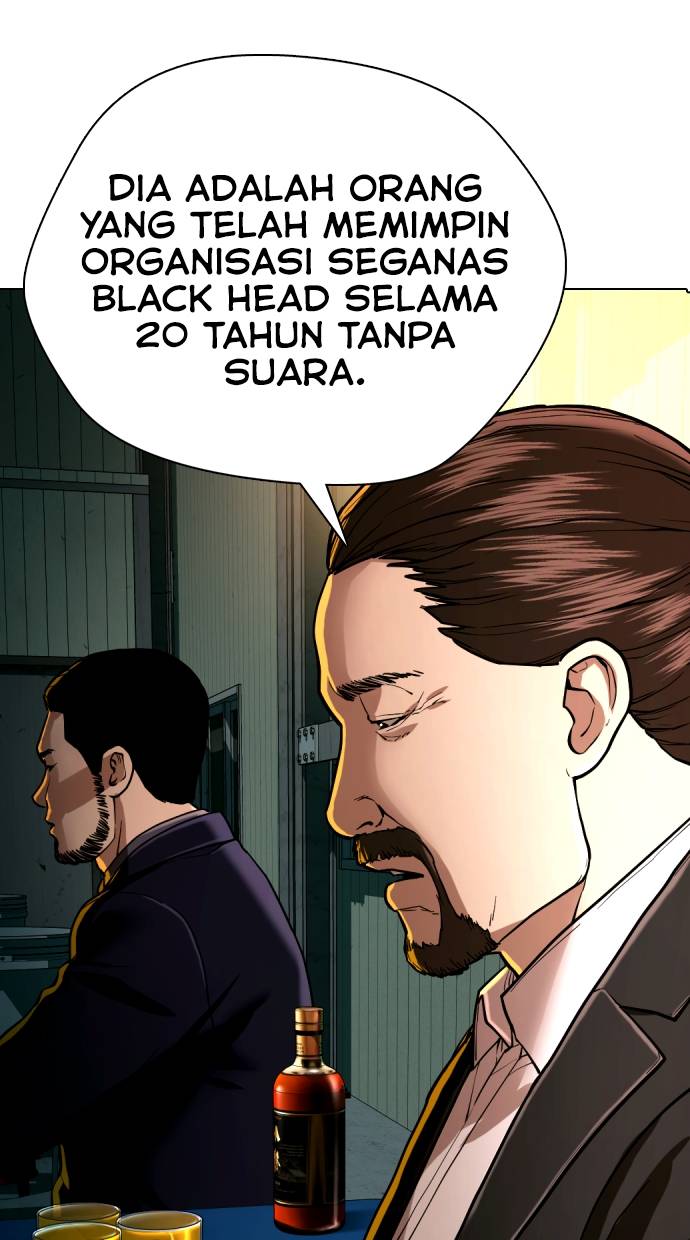 DIA ADALAH ORANG
YANG TELAH MEMIMPIN
ORGANISASI SEGANAS
BLACK HEAD SELAMA
20 TAHUN TANPA
SUARA.